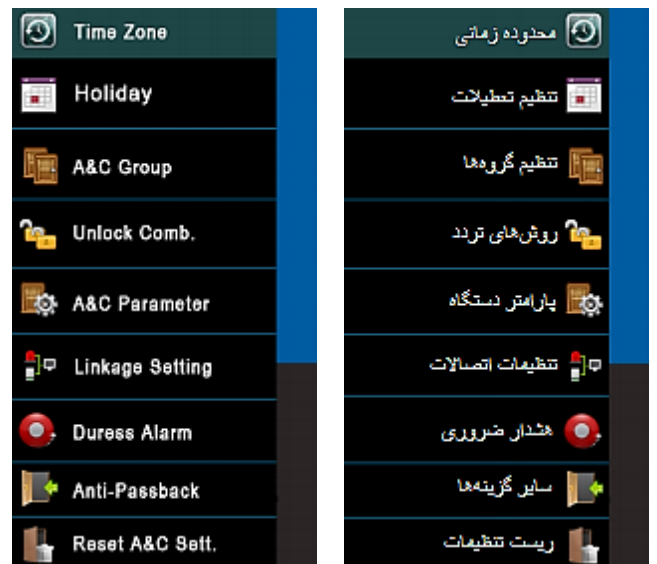 Time Zone
Holiday
A&C Group
Unlock Comb.
A&C Parameter
Linkage Setting
Duress Alarm
Anti-Passback
Reset A&C Sett.
محدوده زمانی
تنظیم تعطیلات
تنظیم گروه‌ها
روش‌های تردد
پارامتر دستگاه
تنظیمات اتصالات
هشدار ضروری
سایر گزینه‌ها
ریست تنظیمات